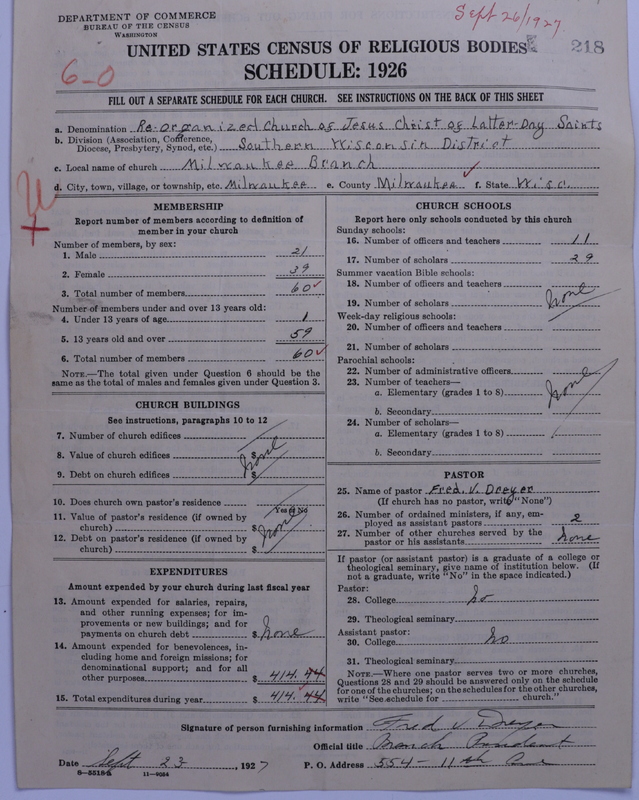 DEPARTMENT OF COMMERCE
BUREAU OF THE CENSUS
WASHINGTON
Sept 26/1927
UNITED STATES CENSUS OF RELIGIOUS BODIES
218
6-0
SCHEDULE: 1926
FILL OUT A SEPARATE SCHEDULE FOR EACH CHURCH. SEE INSTRUCTIONS ON THE BACK OF THIS SHEET
a. Denomination Re-organized Church of Jesus Christ of Latter-Day Saints
b. Division (Association, Conference, Diocese, Presbytery, Synod, etc.) Southern Wisconsin District
c. Local name of church Milwaukee Branch
d. City, town, village, or township, etc. Milwaukee e. County Milwaukee f. State Wisc.
MEMBERSHIP
Report number of members according to definition of
member in your church
Number of members, by sex:
1. Male 21
2. Female 39
3. Total number of members 60
Number of members under and over 13 years old:
4. Under 13 years of age 1
5. 13 years old and over 59
6. Total number of members 60
NOTE.—The total given under Question 6 should be
same as the total of males and females given under Question 3.
CHURCH BUILDINGS
See instructions, paragraphs 10 to 12
7. Number of church edifices
8. Value of church edifices $ none
9. Debt on church edifices $
10. Does church own pastor's residence Yes or No
11. Value of pastor's residence (if owned by
church) $ none
12. Debt on pastor's residence (if owned by
church) $
EXPENDITURES
Amount expended by your church during last fiscal year
13. Amount expended for salaries, repairs,
and other running expenses; for im-
provements or new buildings; and for
payments on church debt $ none
14. Amount expended for benevolences, in-
cluding home and foreign missions; for
denominational support; and for all
other purposes $ 414.44
15. Total expenditures during year $ 414.44
CHURCH SCHOOLS
Report here only schools conducted by this church
Sunday schools:
16. Number of officers and teachers 11
17. Number of scholars 29
Summer vacation Bible schools:
18. Number of officers and teachers
19. Number of scholars none
Week-day religious schools:
20. Number of officers and teachers
21. Number of scholars
Parochial schools:
22. Number of administrative officers
23. Number of teachers—
a. Elementary (grades 1 to 8) none
b. Secondary
24. Number of scholars—
a. Elementary (grades 1 to 8)
b. Secondary
PASTOR
25. Name of pastor Fred. V. Dreyer
(If church has no pastor, write "None")
26. Number of ordained ministers, if any, em-
ployed as assistant pastors 2
27. Number of other churches served by the
pastor or his assistants none
If pastor (or assistant pastor) is a graduate of a college or
theological seminary, give name of institution below. (If
not a graduate, write "No" in the space indicated.)
Pastor:
28. College no
29. Theological seminary
Assistant pastor:
30. College no
31. Theological seminary
NOTE.—Where one pastor serves two or more churches,
Questions 28 and 29 should be answered only on the schedule
for one of the churches; on the schedules for the other churches,
write "See schedule for church."
Signature of person furnishing information Fred V Dreyer
Official title Branch President
Date Sept 23, 1927 P. O. Address 554-11th Ave
11-9034